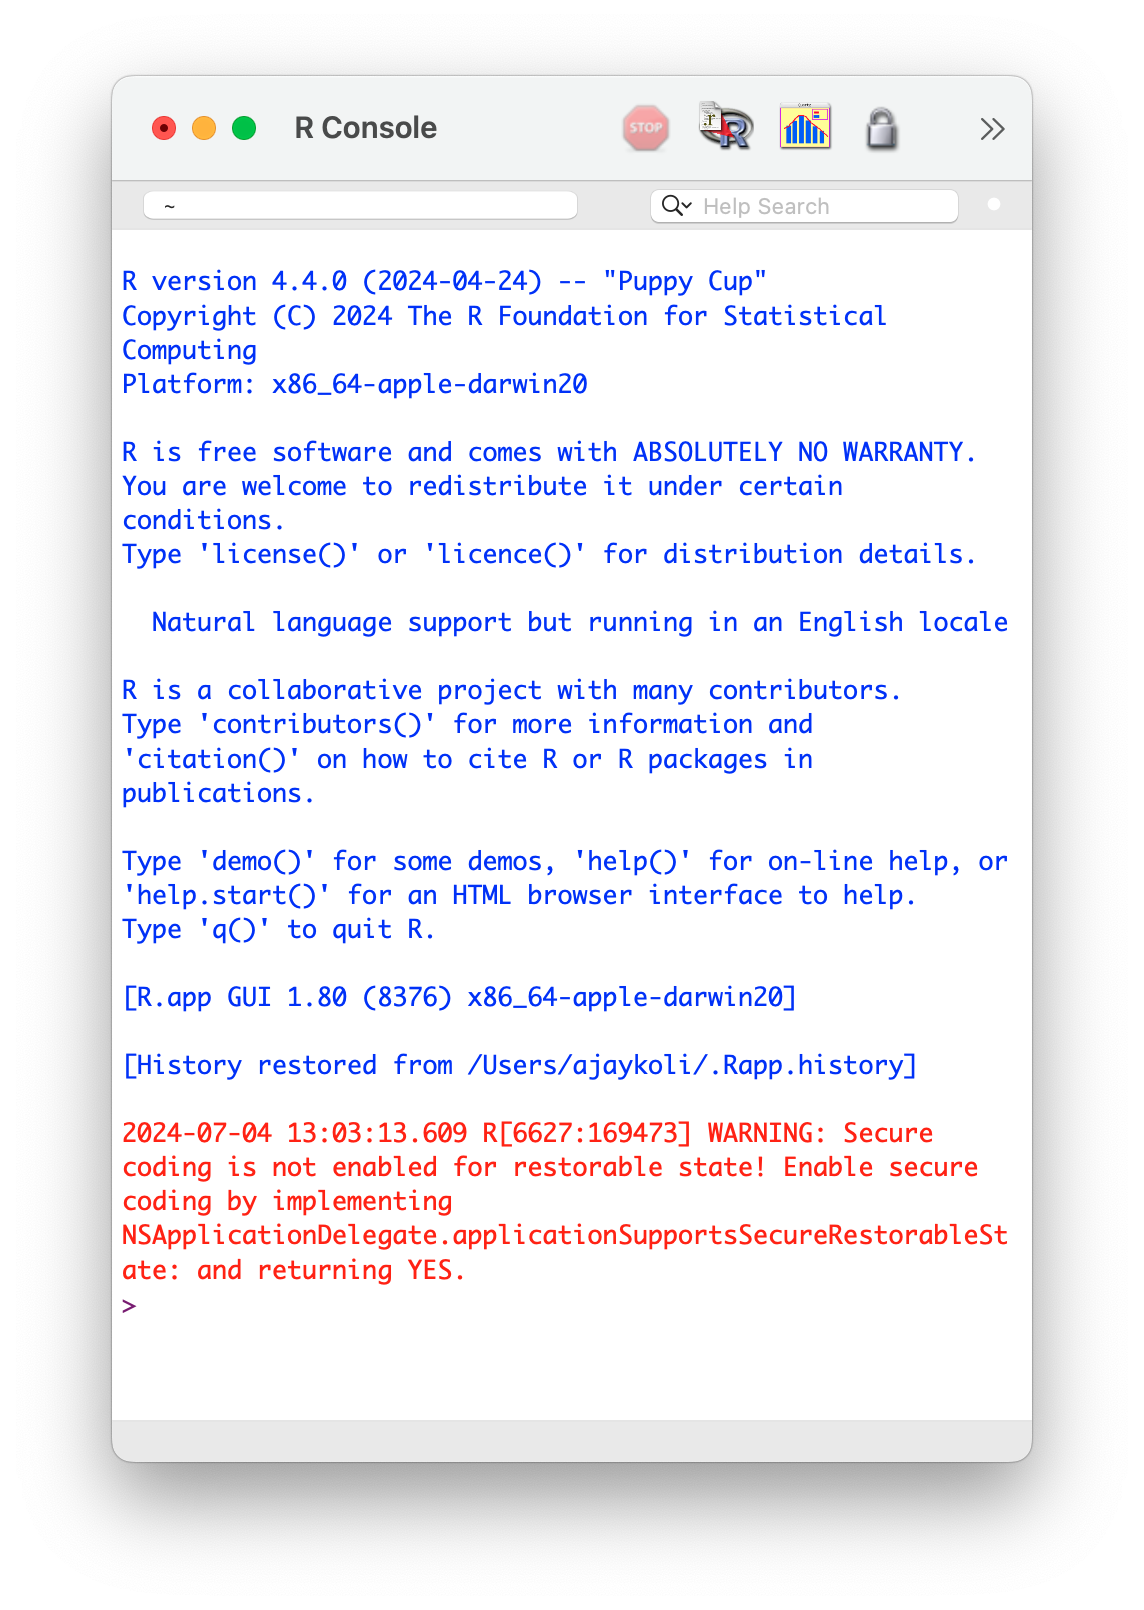 R Console
STOP
~
Help Search
R version 4.4.0 (2024-04-24) -- "Puppy Cup"
Copyright (C) 2024 The R Foundation for Statistical
Computing
Platform: x86_64-apple-darwin20
R is free software and comes with ABSOLUTELY NO WARRANTY.
You are welcome to redistribute it under certain
conditions.
Type 'license()' or 'licence()' for distribution details.
  Natural language support but running in an English locale
R is a collaborative project with many contributors.
Type 'contributors()' for more information and
'citation()' on how to cite R or R packages in
publications.
Type 'demo()' for some demos, 'help()' for on-line help, or
'help.start()' for an HTML browser interface to help.
Type 'q()' to quit R.
[R.app GUI 1.80 (8376) x86_64-apple-darwin20]
[History restored from /Users/ajaykoli/.Rapp.history]
2024-07-04 13:03:13.609 R[6627:169473] WARNING: Secure
coding is not enabled for restorable state! Enable secure
coding by implementing
NSApplicationDelegate.applicationSupportsSecureRestorableSt
ate: and returning YES.
>